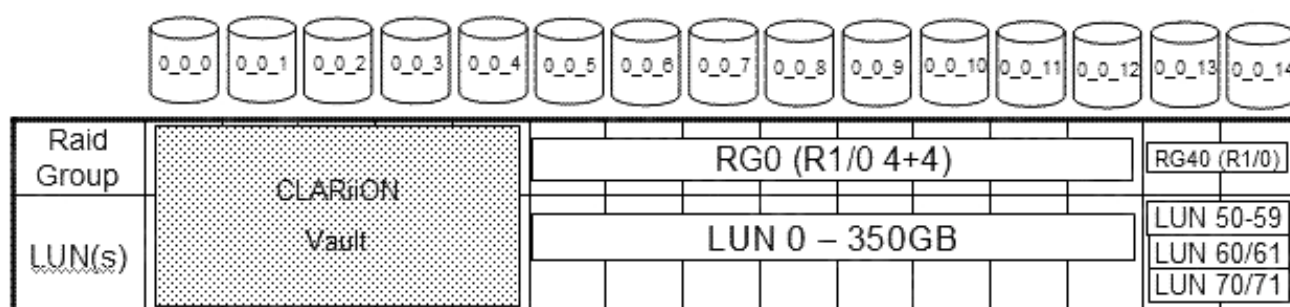 0_0_0 0_0_1 0_0_2 0_0_3 0_0_4 0_0_5 0_0_6 0_0_7 0_0_8 0_0_9 0_0_10 0_0_11 0_0_12 0_0_13 0_0_14
Raid
Group
CLARiiON
Vault
RG0 (R1/0 4+4)
RG40 (R1/0)
LUN(s)
LUN 0 – 350GB
LUN 50-59
LUN 60/61
LUN 70/71